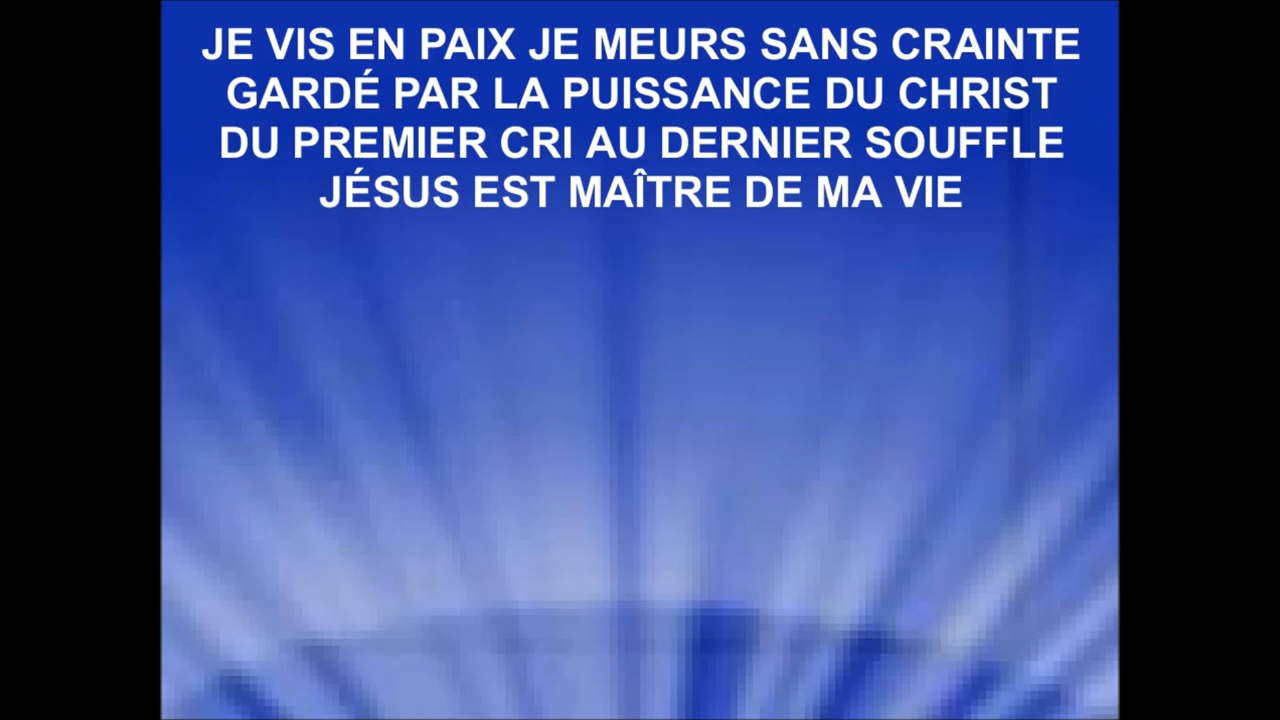 JE VIS EN PAIX JE MEURS SANS CRAINTE
GARDÉ PAR LA PUISSANCE DU CHRIST
DU PREMIER CRI AU DERNIER SOUFFLE
JÉSUS EST MAÎTRE DE MA VIE